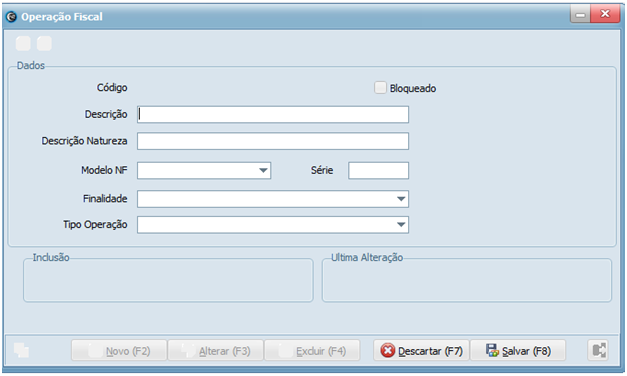 Operação Fiscal
Dados
Código
Bloqueado
Descrição
Descrição Natureza
Modelo NF
Série
Finalidade
Tipo Operação
Inclusão
Ultima Alteração
Novo (F2)
Alterar (F3)
Excluir (F4)
Descartar (F7)
Salvar (F8)